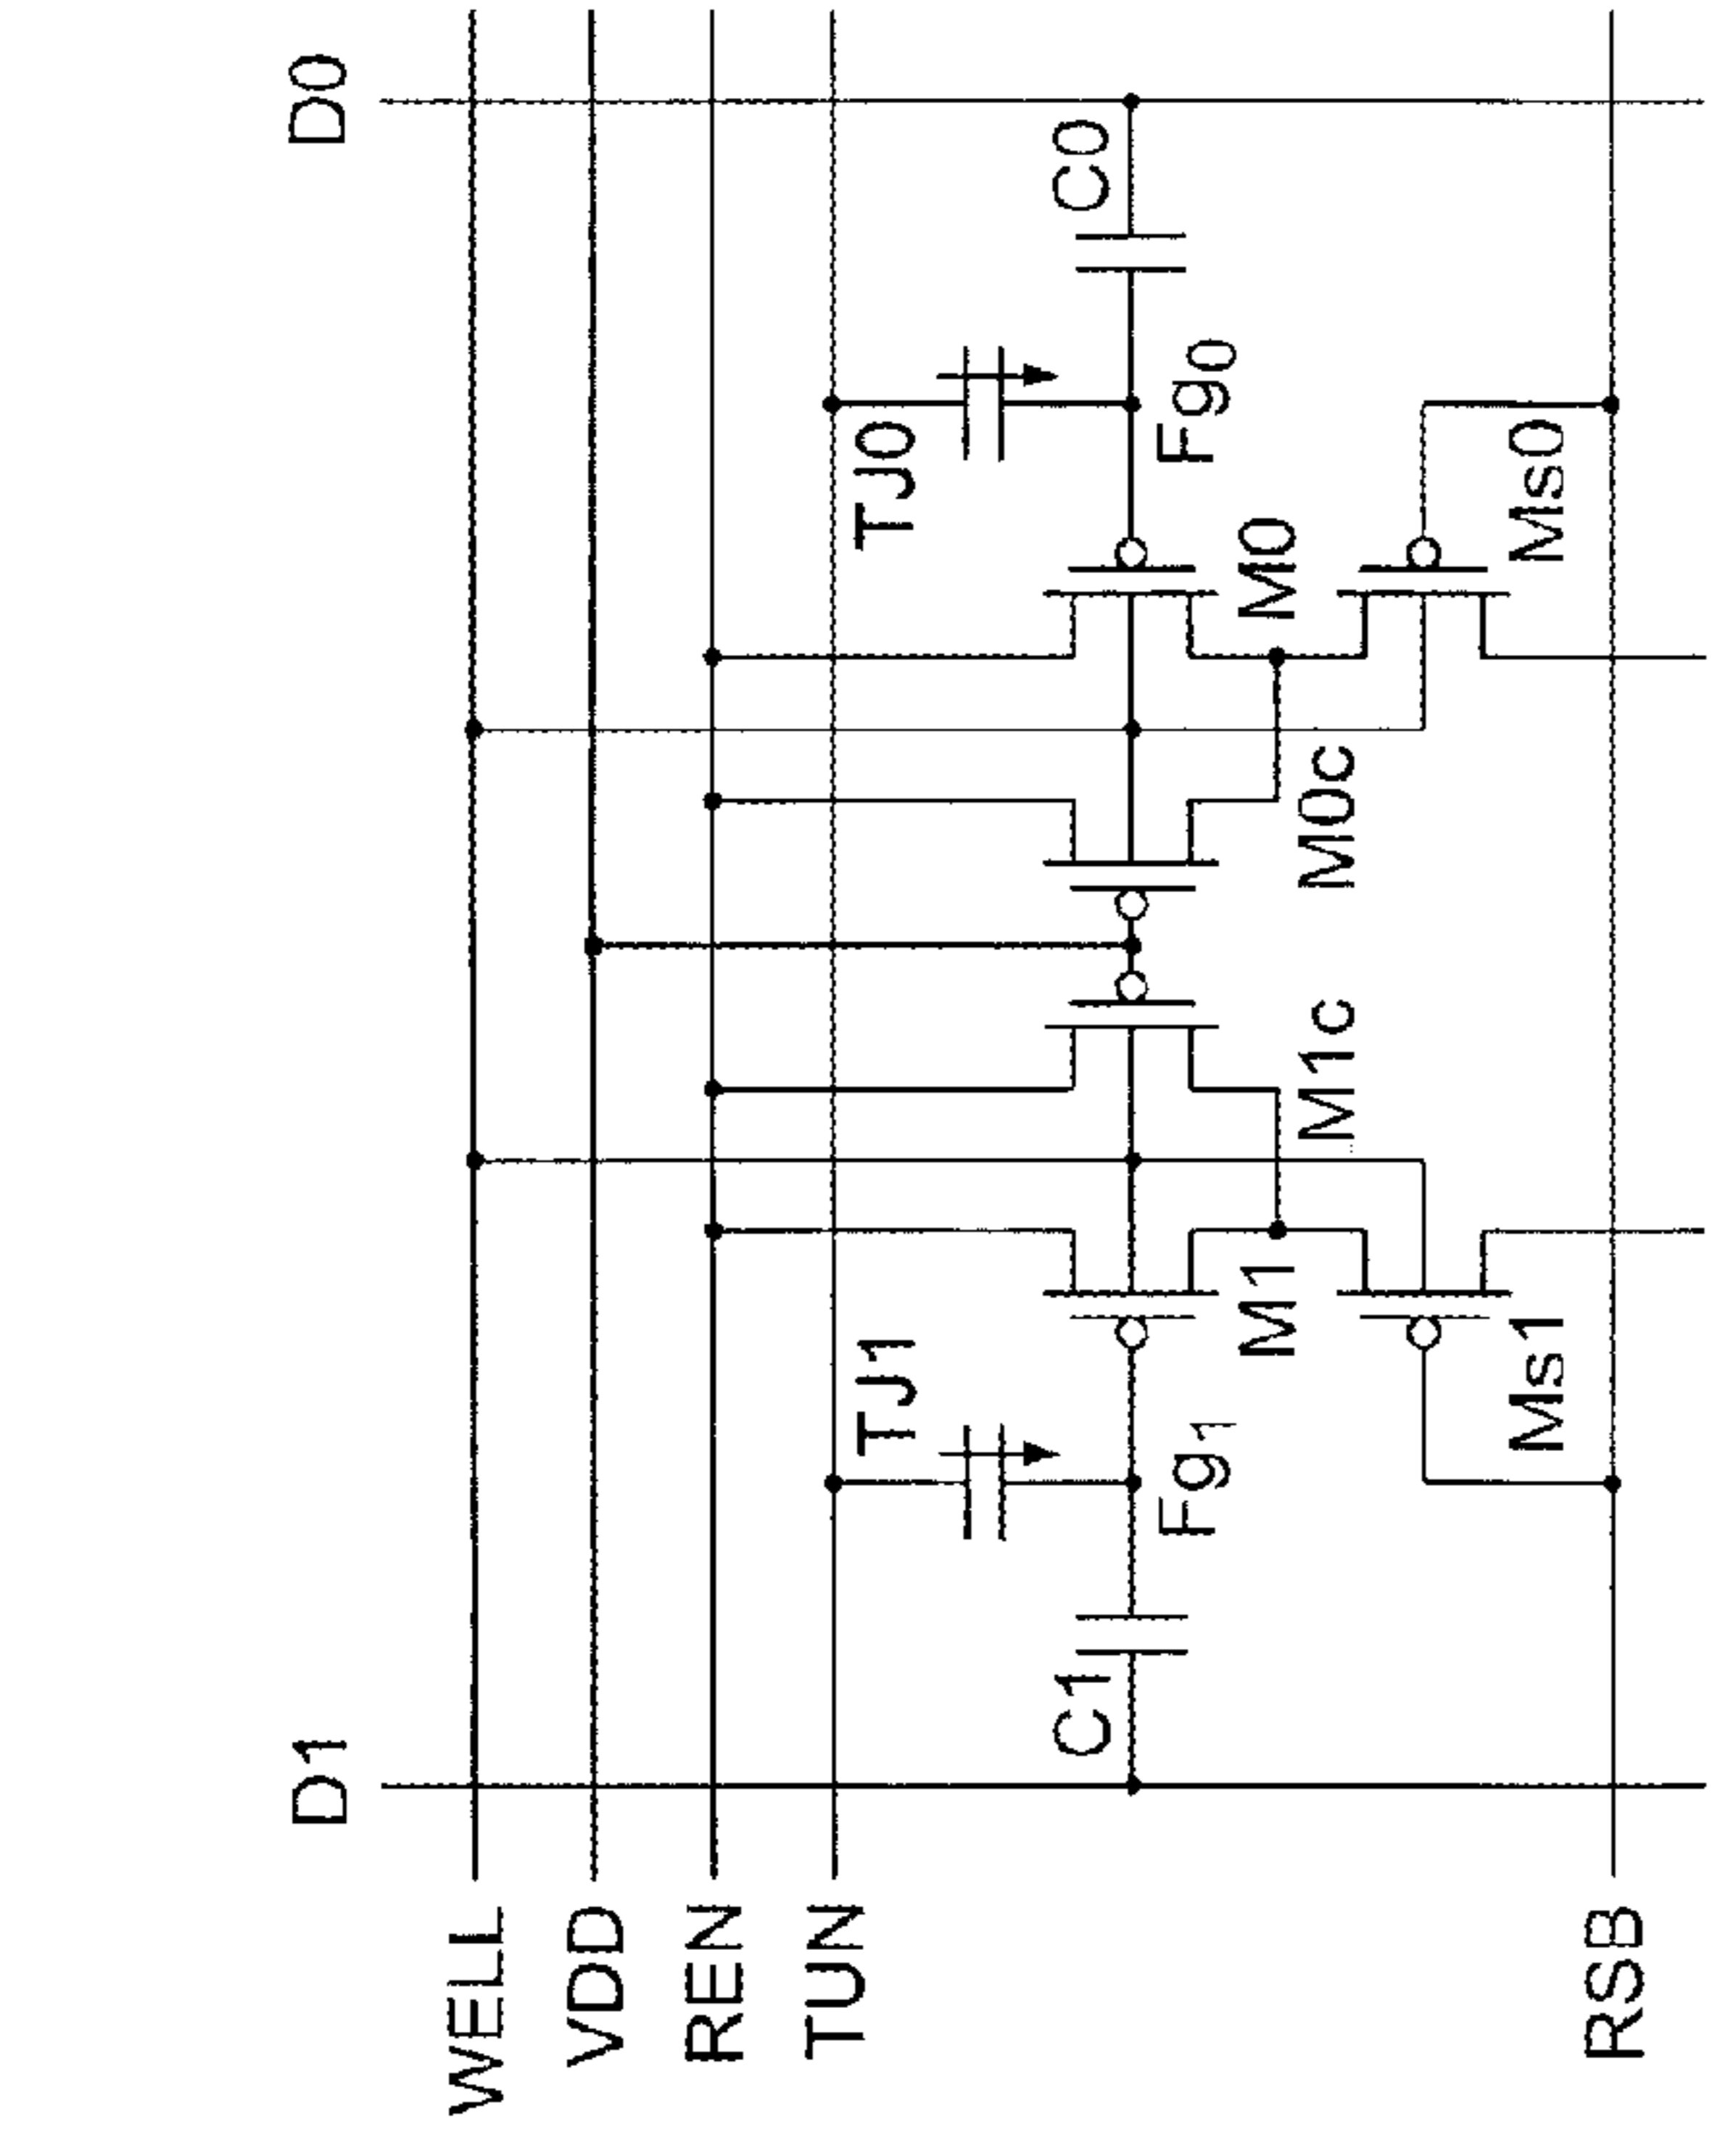 D1
D0
WELL
VDD
REN
TUN
TJ1
TJ0
C1
C0
Fg₁
Fg₀
M1
M0
M1c
M0c
Ms1
Ms0
RSB